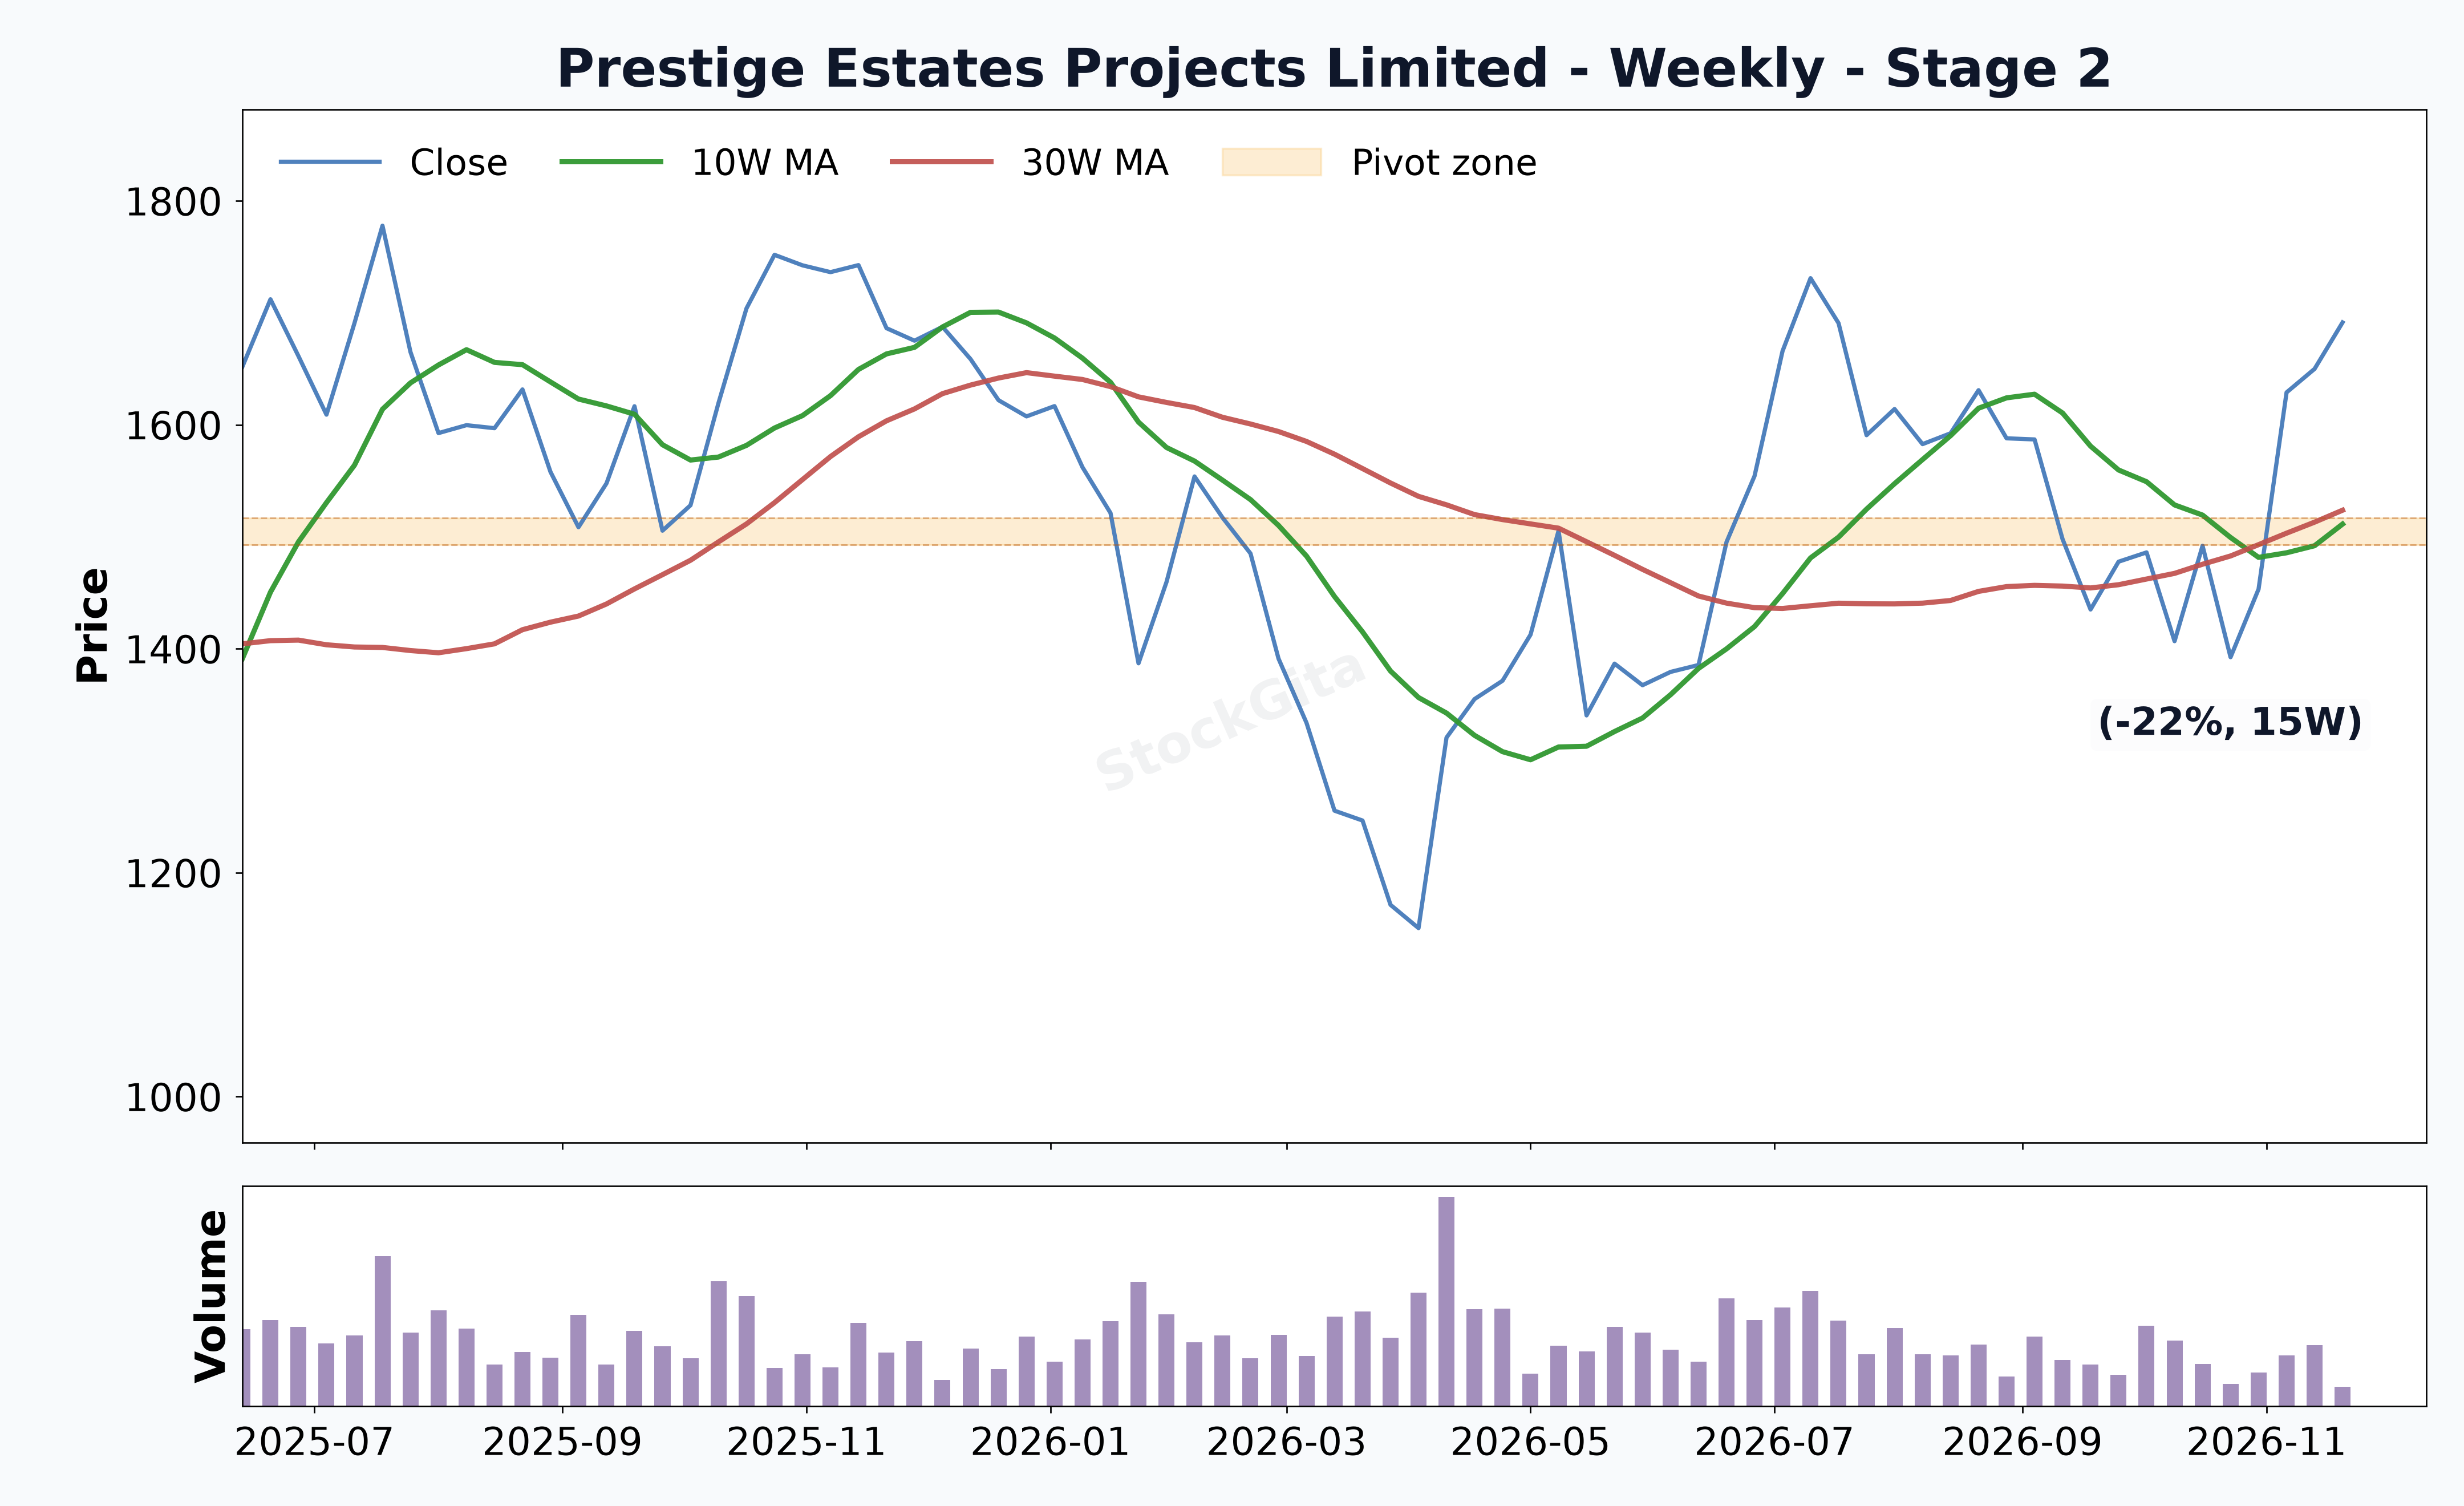 Prestige Estates Projects Limited - Weekly - Stage 2
Close 10W MA 30W MA Pivot zone
1800
1600
1400
1200
1000
Price
StockGita
(-22%, 15W)
Volume
2025-07 2025-09 2025-11 2026-01 2026-03 2026-05 2026-07 2026-09 2026-11